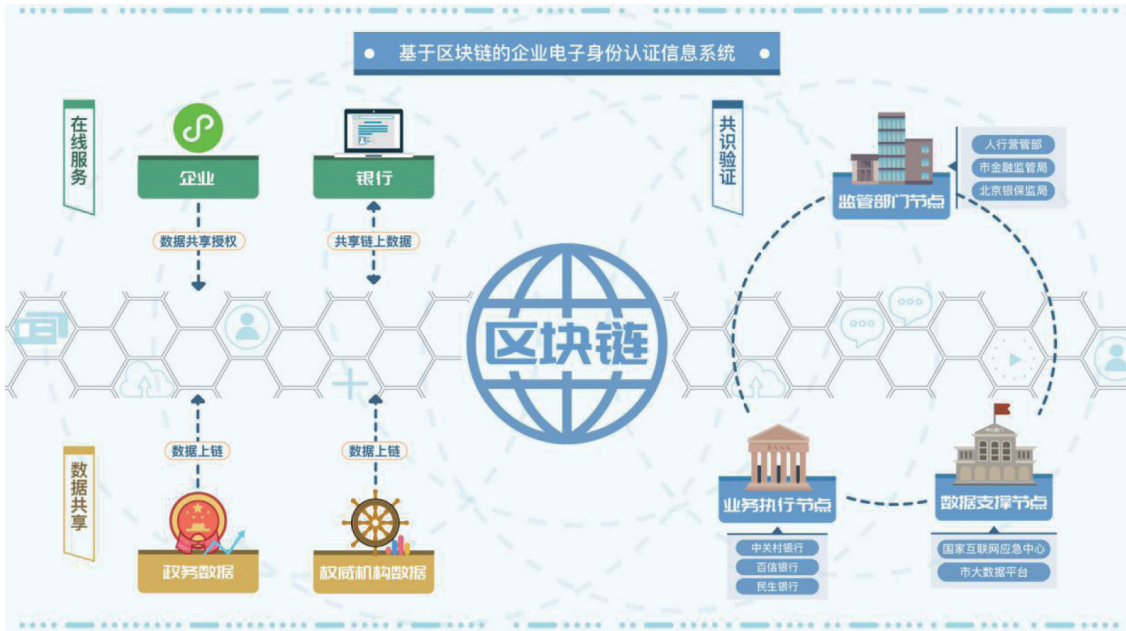 基于区块链的企业电子身份认证信息系统
在线服务
企业
银行
数据共享授权
共享链上数据
共识验证
监管部门节点
人行营管部
市金融监管局
北京银保监局
区块链
数据共享
数据上链
数据上链
政务数据
权威机构数据
BANK
业务执行节点
中关村银行
百信银行
民生银行
数据支撑节点
国家互联网应急中心
市大数据平台